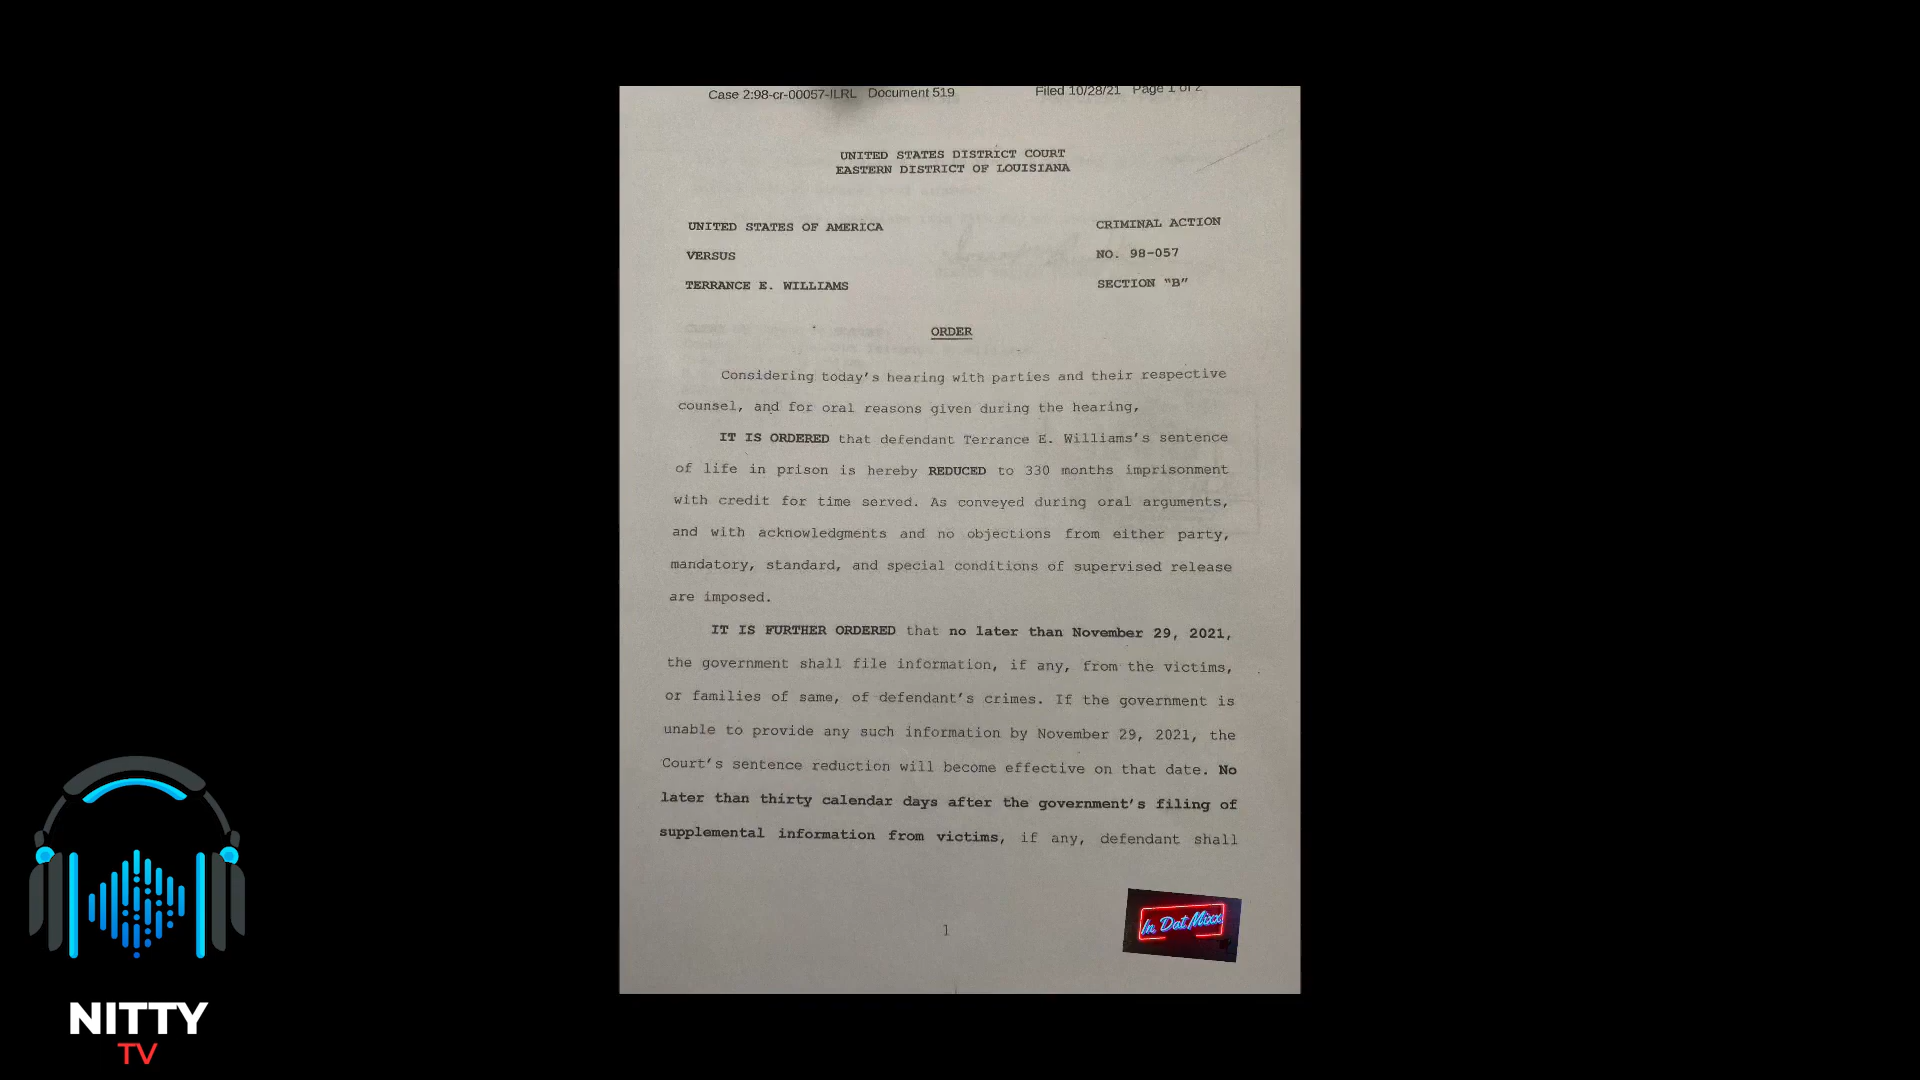 Case 2:98-cr-00057-ILRL Document 519 Filed 10/28/21 Page 1 of 2
UNITED STATES DISTRICT COURT
EASTERN DISTRICT OF LOUISIANA
UNITED STATES OF AMERICA CRIMINAL ACTION
VERSUS NO. 98-057
TERRANCE E. WILLIAMS SECTION "B"
ORDER
Considering today's hearing with parties and their respective
counsel, and for oral reasons given during the hearing,
IT IS ORDERED that defendant Terrance E. Williams's sentence
of life in prison is hereby REDUCED to 330 months imprisonment
with credit for time served. As conveyed during oral arguments,
and with acknowledgments and no objections from either party,
mandatory, standard, and special conditions of supervised release
are imposed.
IT IS FURTHER ORDERED that no later than November 29, 2021,
the government shall file information, if any, from the victims,
or families of same, of defendant's crimes. If the government is
unable to provide any such information by November 29, 2021, the
Court's sentence reduction will become effective on that date. No
later than thirty calendar days after the government's filing of
supplemental information from victims, if any, defendant shall
1
In Dat Mixx
NITTY
TV